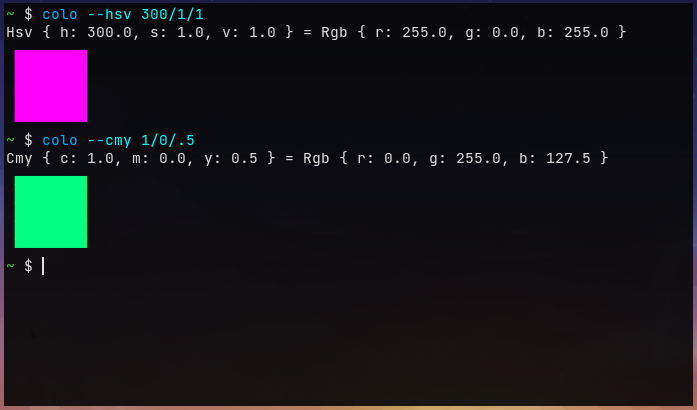 ~ $ colo --hsv 300/1/1
Hsv { h: 300.0, s: 1.0, v: 1.0 } = Rgb { r: 255.0, g: 0.0, b: 255.0 }
~ $ colo --cmy 1/0/.5
Cmy { c: 1.0, m: 0.0, y: 0.5 } = Rgb { r: 0.0, g: 255.0, b: 127.5 }
~ $